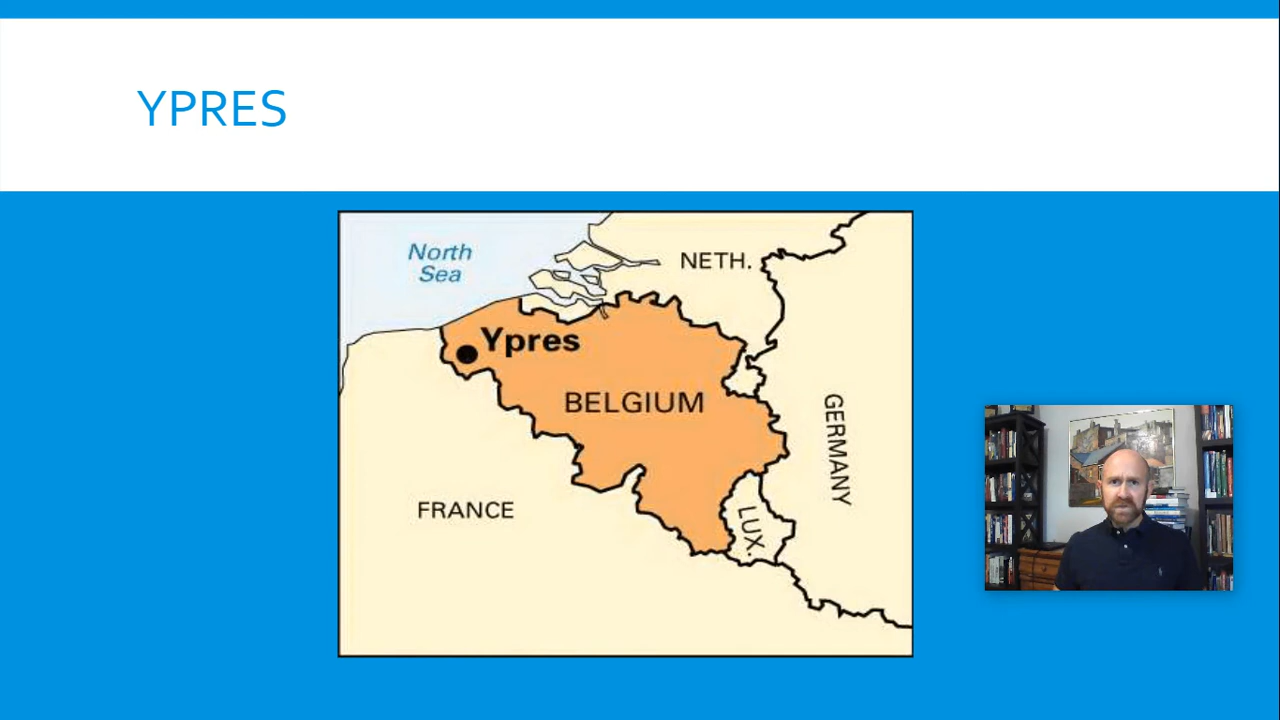 YPRES
North
Sea
NETH.
Ypres
BELGIUM
GERMANY
FRANCE
LUX.